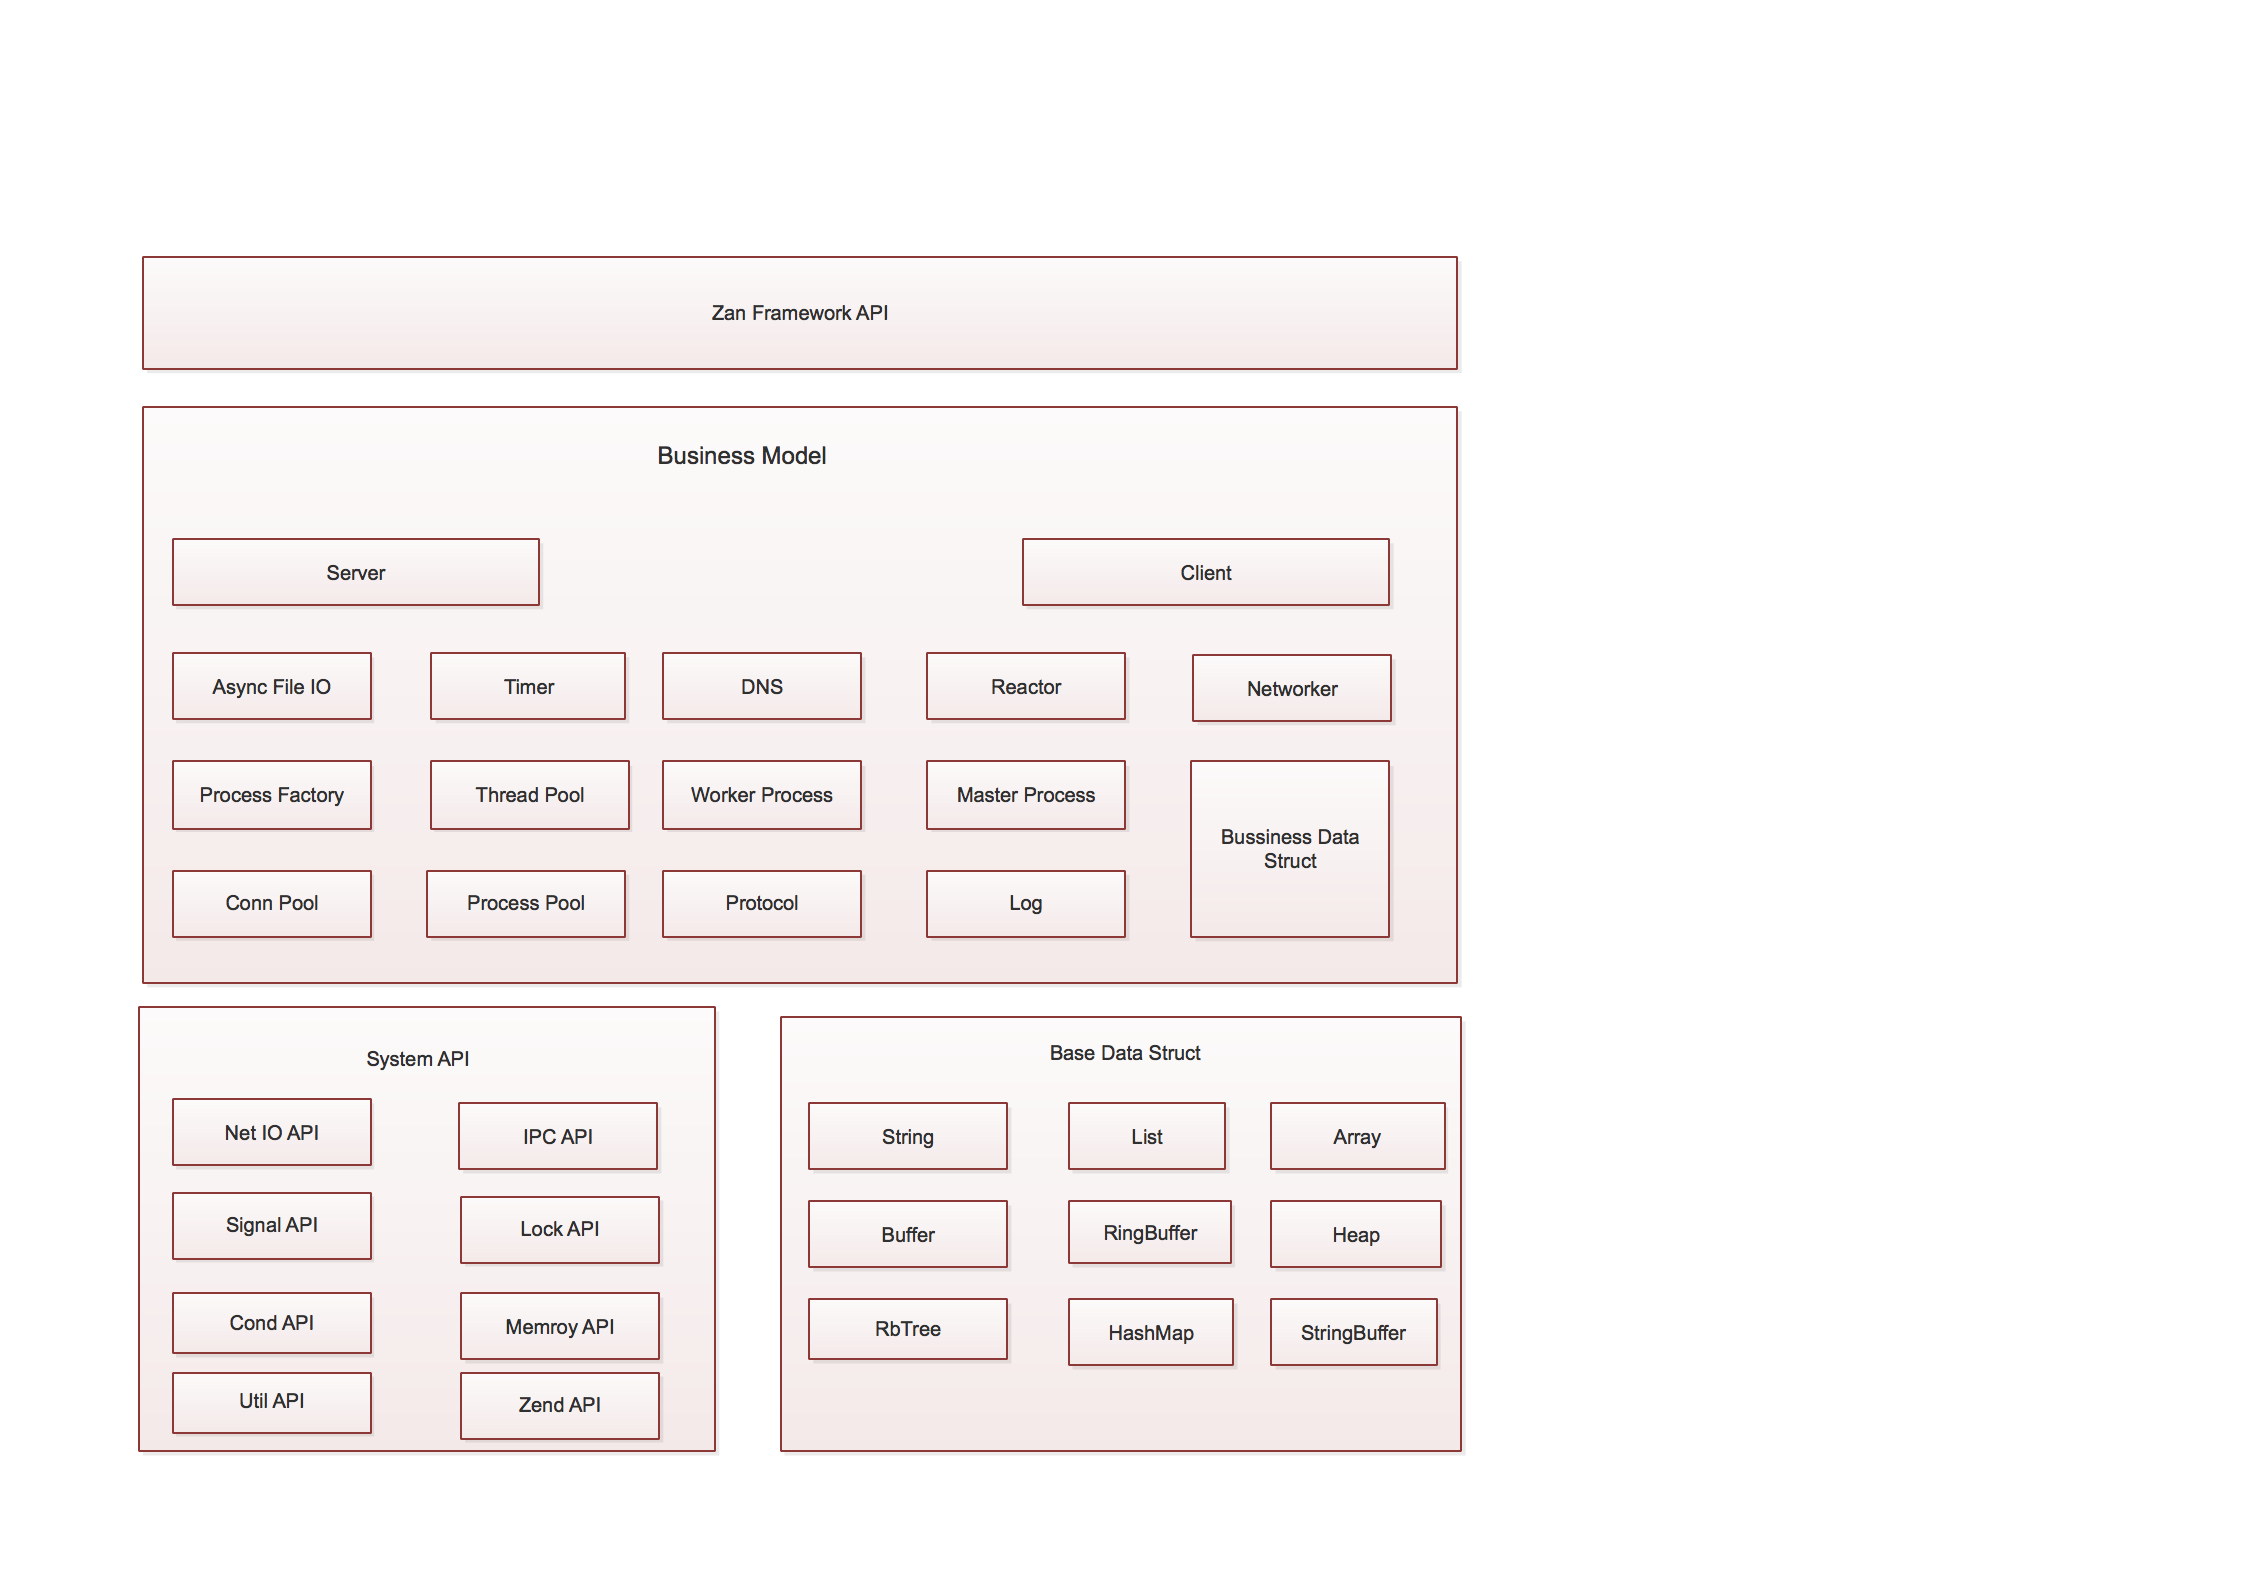 Zan Framework API
Business Model
Server
Client
Async File IO
Timer
DNS
Reactor
Networker
Process Factory
Thread Pool
Worker Process
Master Process
Bussiness Data
Struct
Conn Pool
Process Pool
Protocol
Log
System API
Net IO API
IPC API
Signal API
Lock API
Cond API
Memroy API
Util API
Zend API
Base Data Struct
String
List
Array
Buffer
RingBuffer
Heap
RbTree
HashMap
StringBuffer